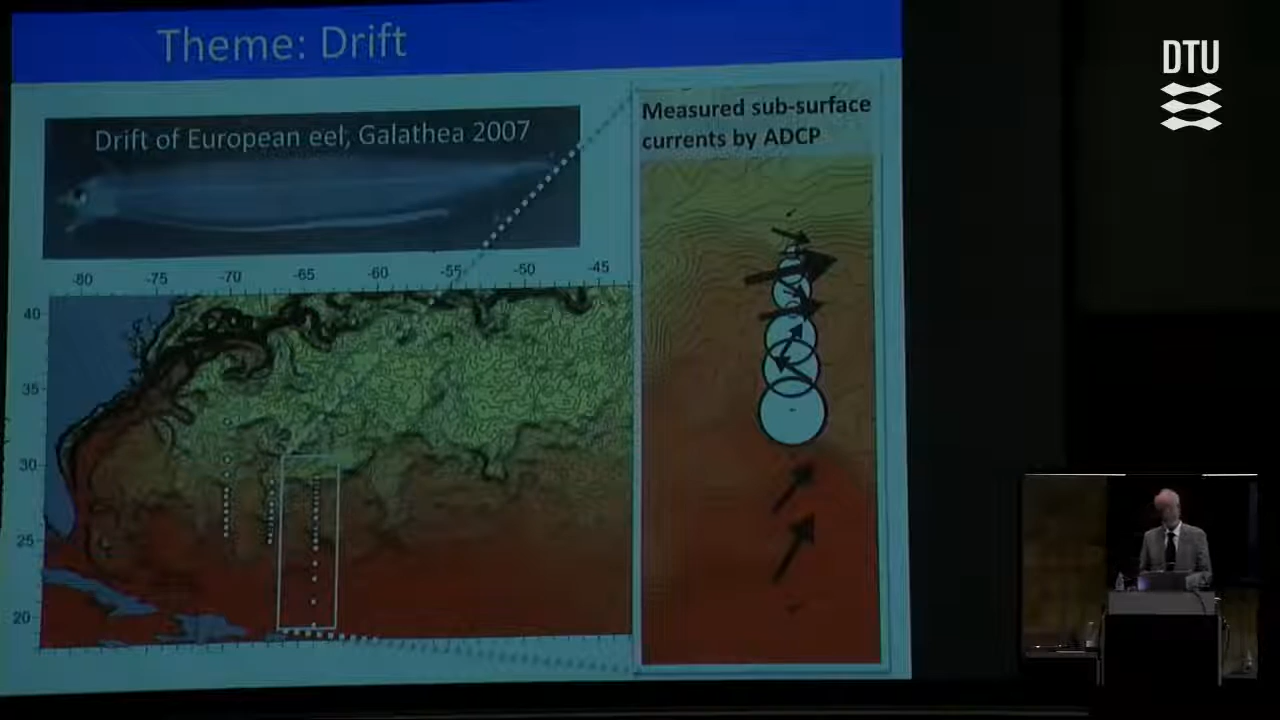 Theme: Drift
DTU
Measured sub-surface
currents by ADCP
Drift of European eel, Galathea 2007
-80 -75 -70 -65 -60 -55 -50 -45
40
35
30
25
20